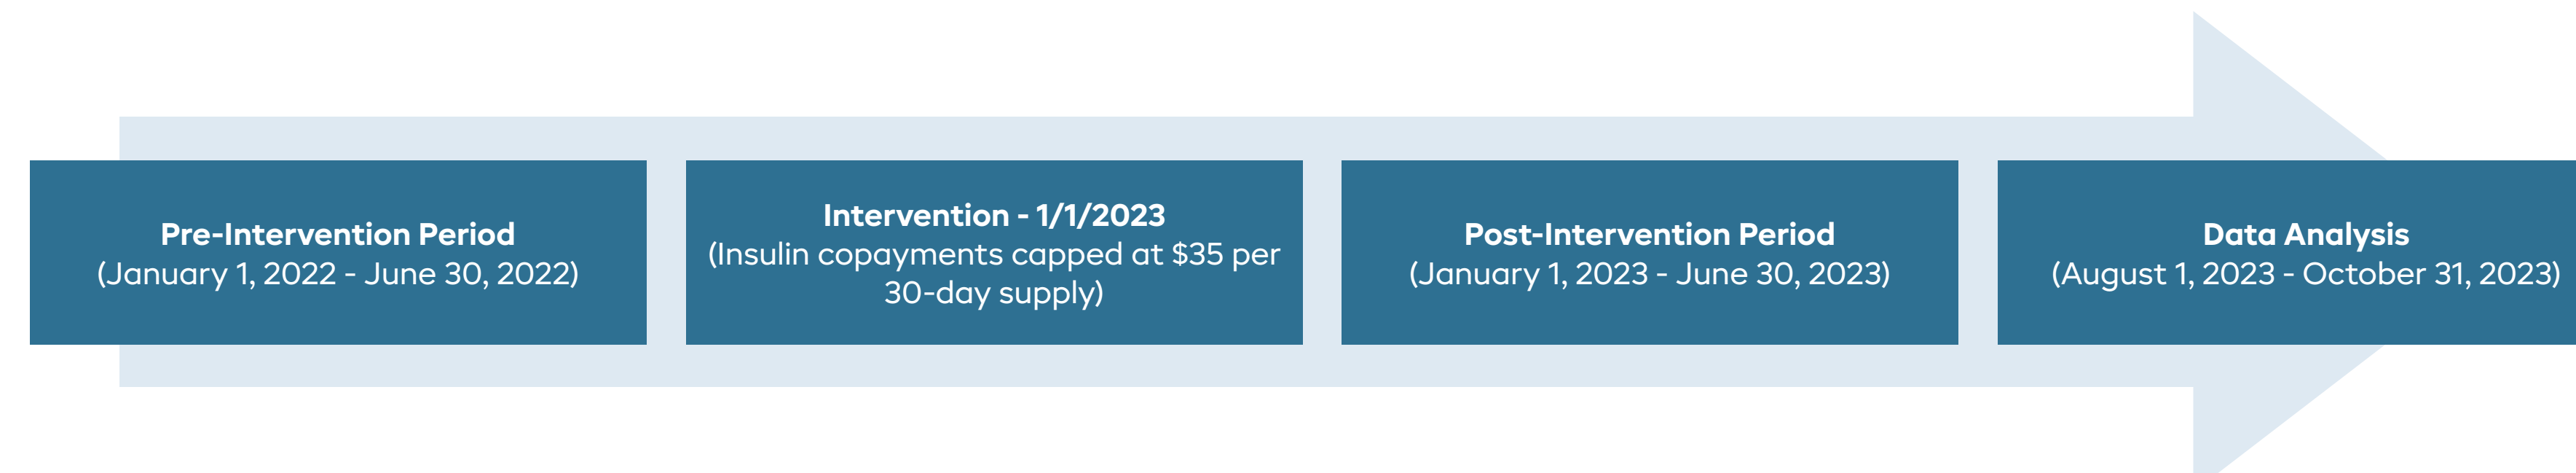 Pre-Intervention Period
(January 1, 2022 - June 30, 2022)
Intervention - 1/1/2023
(Insulin copayments capped at $35 per
30-day supply)
Post-Intervention Period
(January 1, 2023 - June 30, 2023)
Data Analysis
(August 1, 2023 - October 31, 2023)